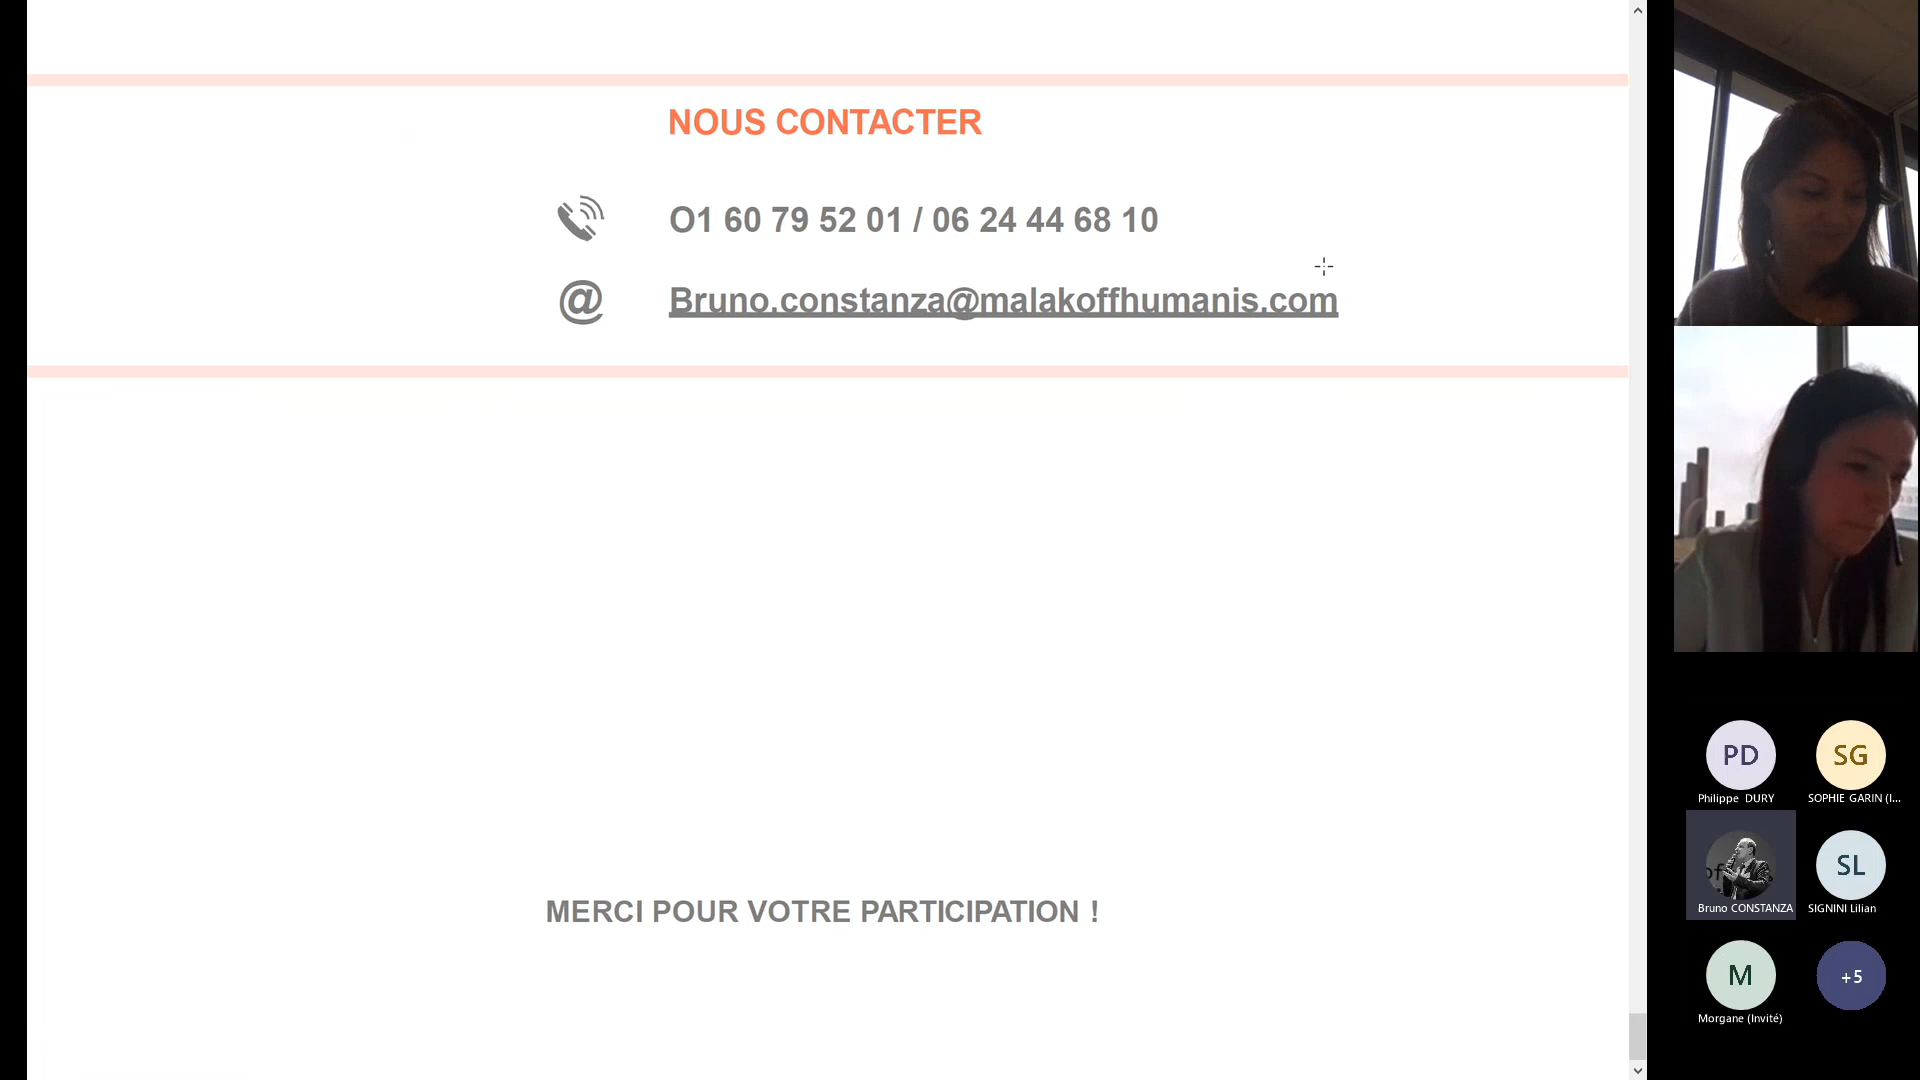 NOUS CONTACTER
O1 60 79 52 01 / 06 24 44 68 10
@
Bruno.constanza@malakoffhumanis.com
MERCI POUR VOTRE PARTICIPATION !
PD
Philippe DURY
SG
SOPHIE GARIN (I...
Bruno CONSTANZA
SL
SIGNINI Lilian
M
Morgane (Invité)
+5